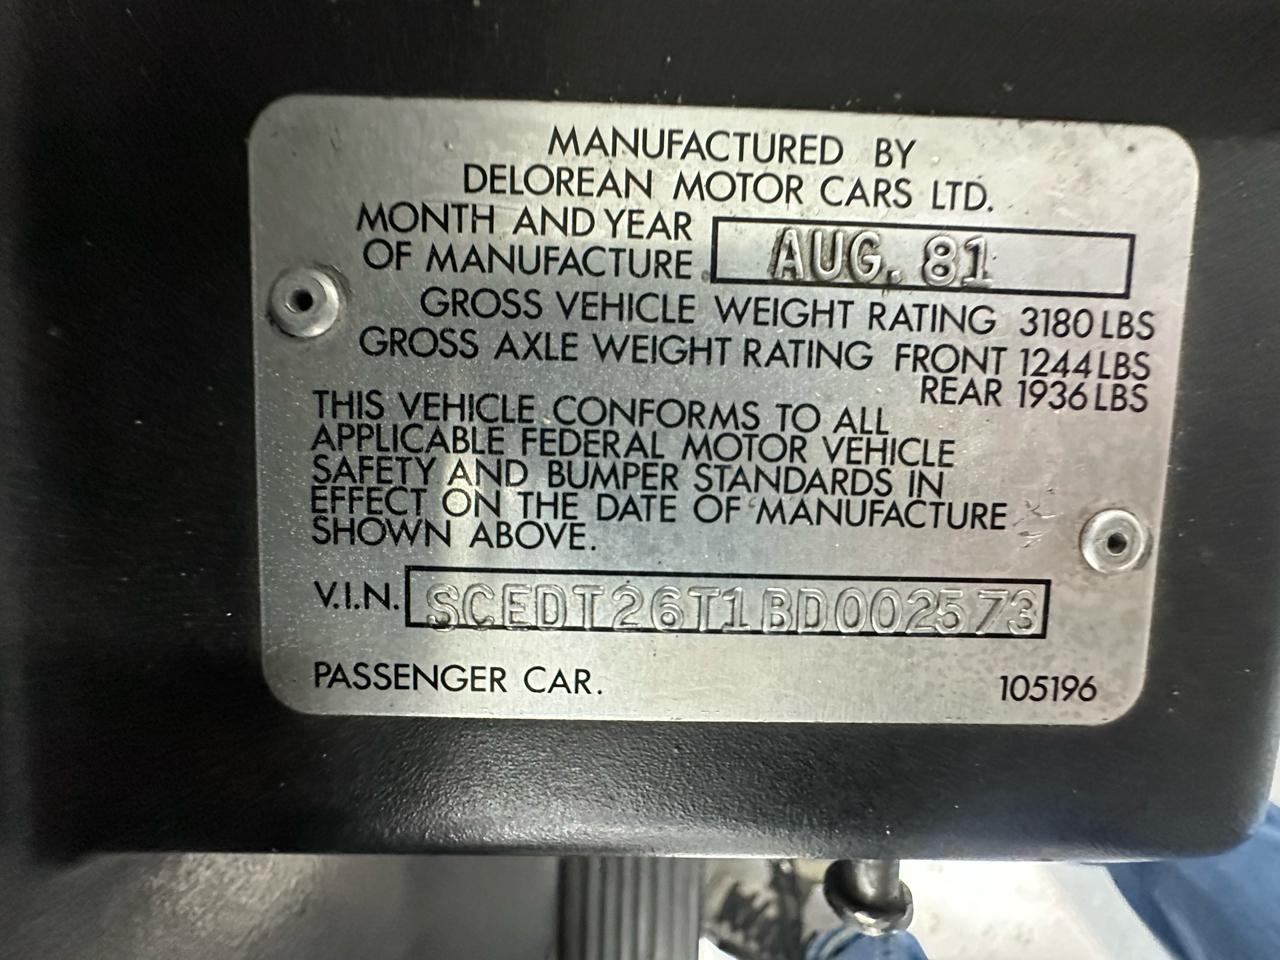 MANUFACTURED BY
DELOREAN MOTOR CARS LTD.
MONTH AND YEAR
OF MANUFACTURE AUG. 81
GROSS VEHICLE WEIGHT RATING 3180 LBS
GROSS AXLE WEIGHT RATING FRONT 1244 LBS
REAR 1936 LBS
THIS VEHICLE CONFORMS TO ALL
APPLICABLE FEDERAL MOTOR VEHICLE
SAFETY AND BUMPER STANDARDS IN
EFFECT ON THE DATE OF MANUFACTURE
SHOWN ABOVE.
V.I.N. SCEDT26T1BD002573
PASSENGER CAR. 105196